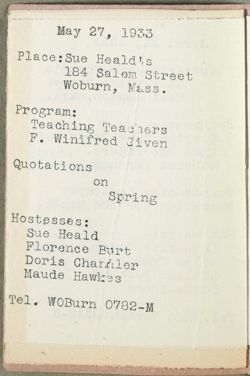 May 27, 1933
Place:Sue Heald's
184 Salem Street
Woburn, Mass.
Program:
Teaching Teachers
F. Winifred Given
Quotations
on
Spring
Hostesses:
Sue Heald
Florence Burt
Doris Chandler
Maude Hawkes
Tel. WOBurn 0782-M